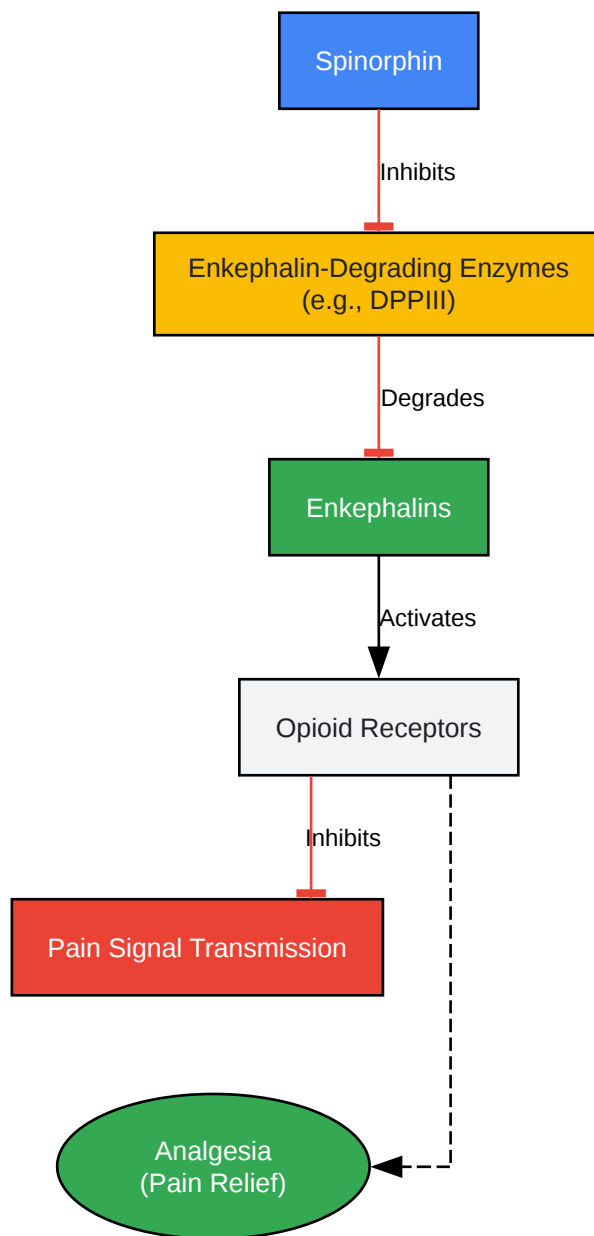 Spinorphin
Inhibits
Enkephalin-Degrading Enzymes
(e.g., DPPIII)
Degrades
Enkephalins
Activates
Opioid Receptors
Inhibits
Pain Signal Transmission
Analgesia
(Pain Relief)